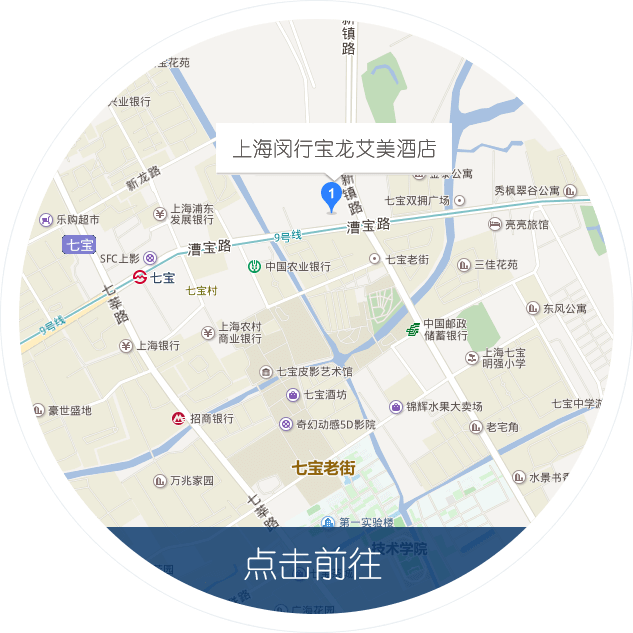 新镇路
宝花苑
兴业银行
上海闵行宝龙艾美酒店
1
新龙路
新镇路
秀枫翠谷公寓
乐购超市
上海浦东
发展银行
七宝双拥广场
漕宝路
亮亮旅馆
七宝
9号线
漕宝路
SFC上影
中国农业银行
七宝老街
三佳花苑
七宝
七宝村
七莘路
东风公寓
9号线
上海农村
商业银行
中国邮政
储蓄银行
上海银行
上海七宝
明强小学
七宝皮影艺术馆
七宝酒坊
锦辉水果大卖场
七宝中学
豪世盛地
招商银行
奇幻动感5D影院
老宅角
七宝老街
万兆家园
水景书香
七莘路
第一实验楼
技术学院
点击前往
广海花园